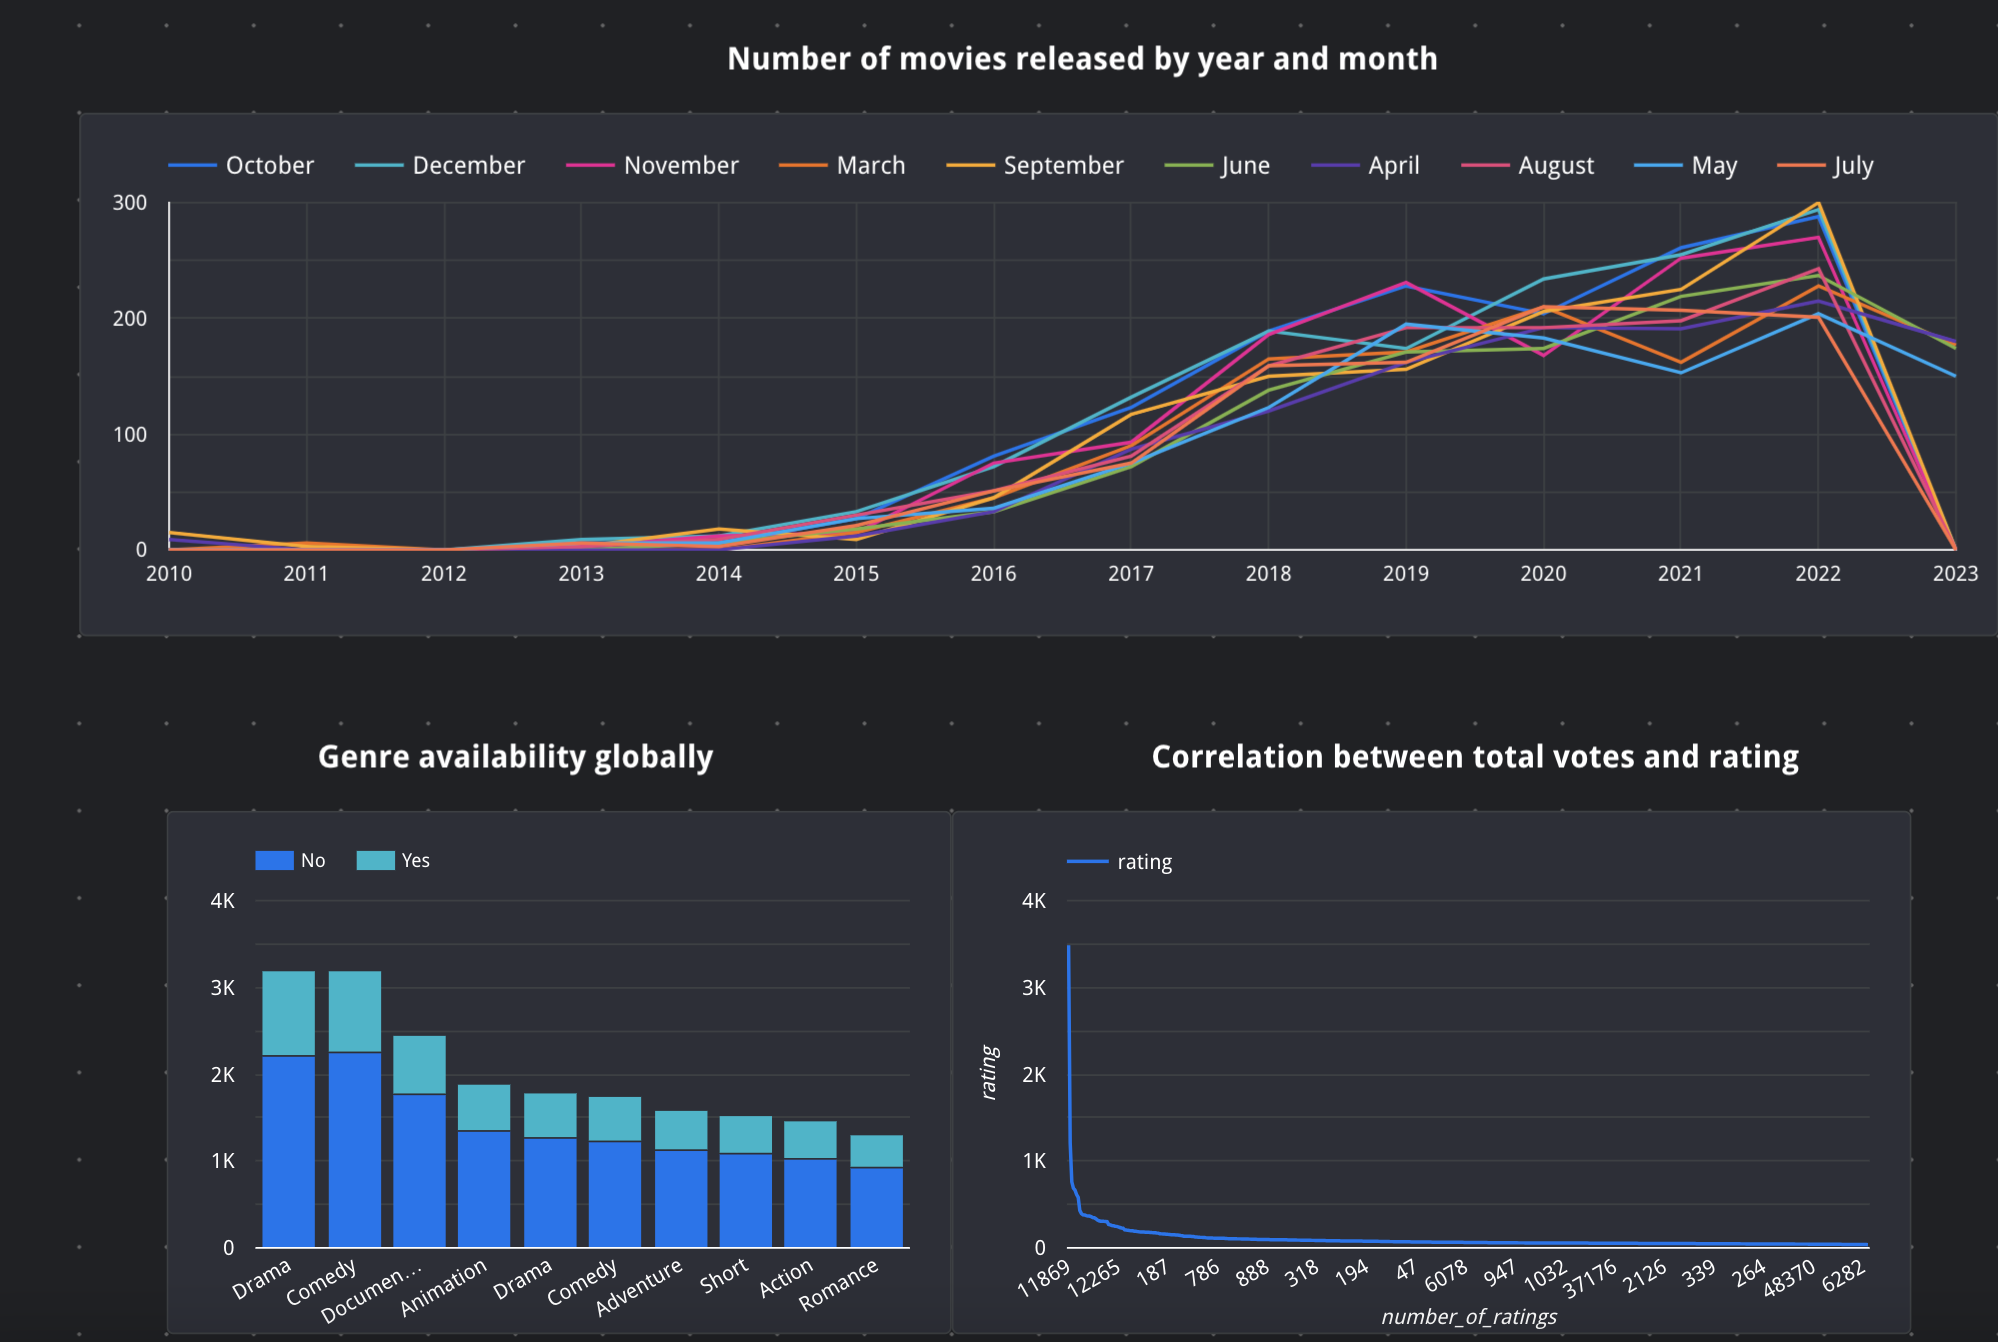 Number of movies released by year and month
October December November March September June April August May July
300
200
100
0
2010 2011 2012 2013 2014 2015 2016 2017 2018 2019 2020 2021 2022 2023
Genre availability globally
No Yes
4K
3K
2K
1K
0
Drama Comedy Documen... Animation Drama Comedy Adventure Short Action Romance
Correlation between total votes and rating
rating
4K
3K
2K
1K
0
rating
11869 12265 187 786 888 318 194 47 6078 947 1032 37176 2126 339 264 48370 6282
number_of_ratings